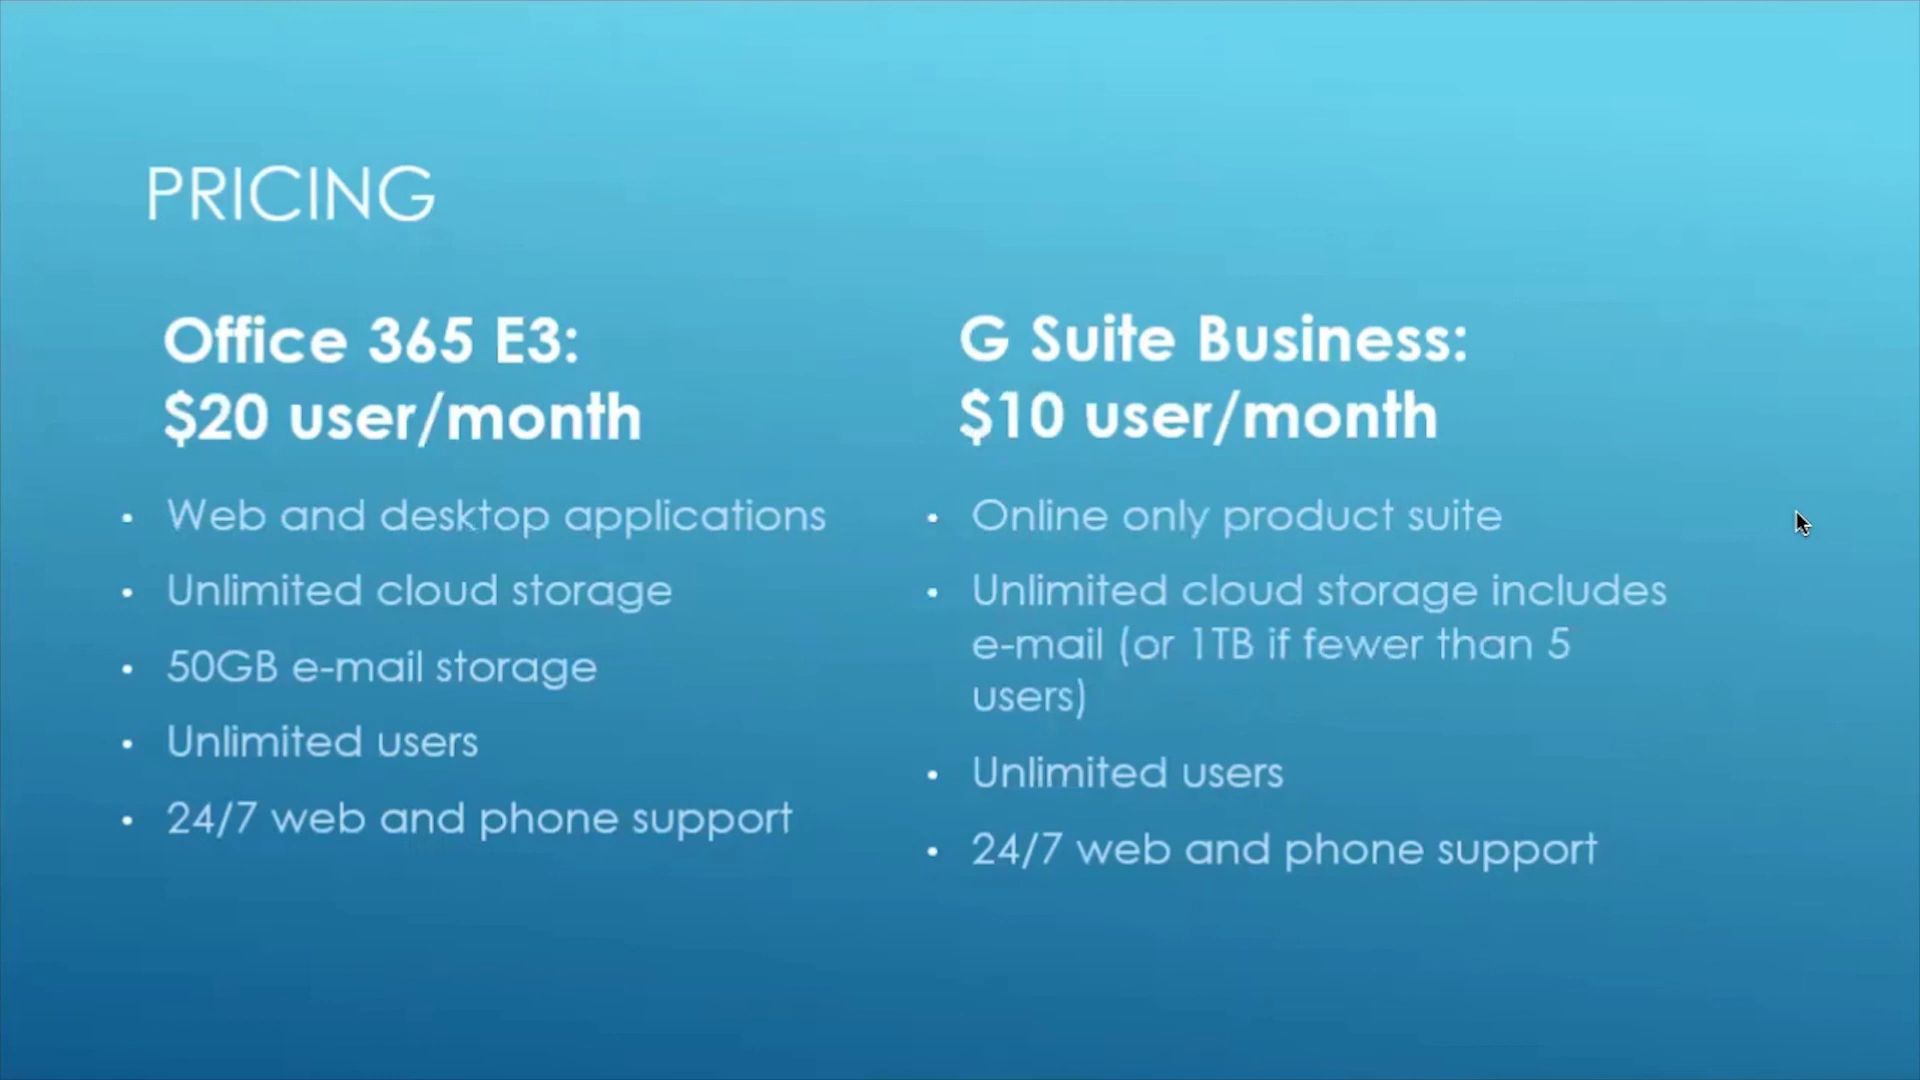 PRICING
Office 365 E3:
$20 user/month
• Web and desktop applications
• Unlimited cloud storage
• 50GB e-mail storage
• Unlimited users
• 24/7 web and phone support
G Suite Business:
$10 user/month
• Online only product suite
• Unlimited cloud storage includes
e-mail (or 1TB if fewer than 5
users)
• Unlimited users
• 24/7 web and phone support